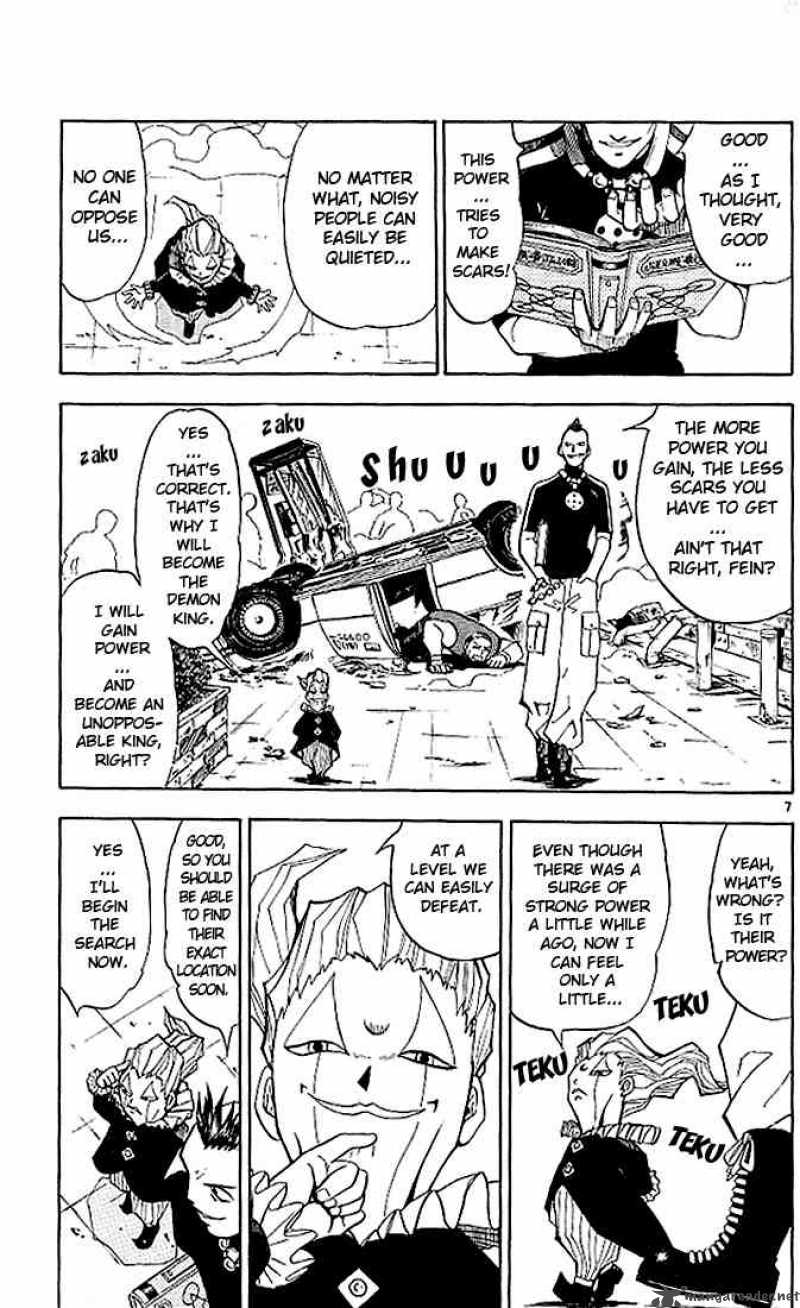 GOOD
...
AS I
THOUGHT,
VERY
GOOD
...
THIS
POWER
...
TRIES
TO
MAKE
SCARS!
NO MATTER
WHAT, NOISY
PEOPLE CAN
EASILY BE
QUIETED...
NO ONE
CAN
OPPOSE
US...
THE MORE
POWER YOU
GAIN, THE LESS
SCARS YOU
HAVE TO GET
...
AIN'T THAT
RIGHT, FEIN?
Shu U U U U U
zaku
zaku
YES
...
THAT'S
CORRECT.
THAT'S
WHY I
WILL
BECOME
THE
DEMON
KING.
I WILL
GAIN
POWER
...
AND
BECOME AN
UNOPPOS-
ABLE KING,
RIGHT?
7
YEAH,
WHAT'S
WRONG?
IS IT
THEIR
POWER?
EVEN THOUGH
THERE WAS A
SURGE OF
STRONG POWER
A LITTLE WHILE
AGO, NOW I
CAN FEEL
ONLY A
LITTLE...
TEKU
TEKU
TEKU
AT A
LEVEL WE
CAN EASILY
DEFEAT.
GOOD,
SO YOU
SHOULD
BE ABLE
TO FIND
THEIR
EXACT
LOCATION
SOON.
YES
...
I'LL
BEGIN
THE
SEARCH
NOW.
mangareader.net